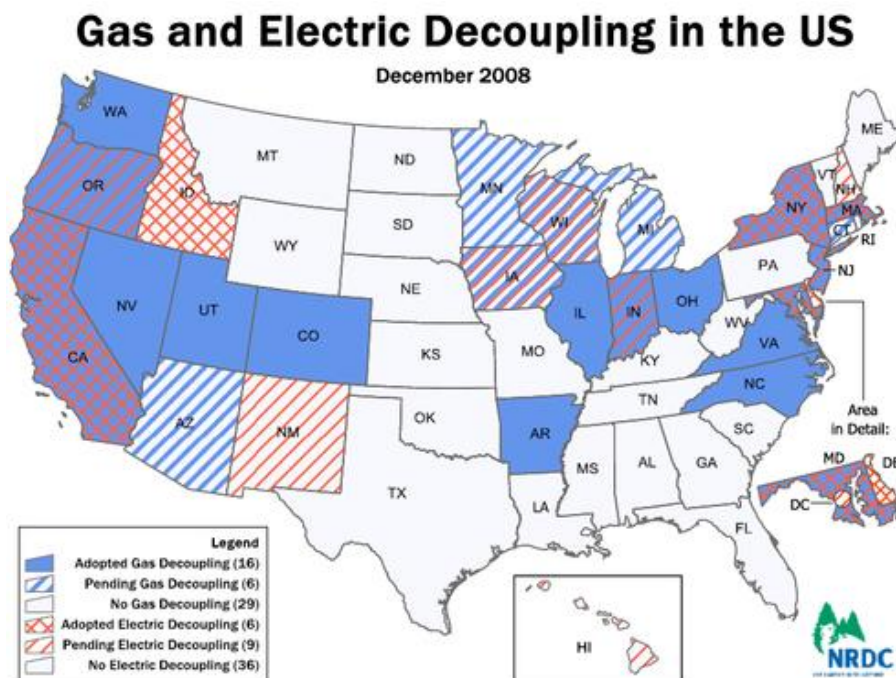 Gas and Electric Decoupling in the US
December 2008
WA
OR
ID
MT
ND
SD
WY
NE
NV
UT
CO
KS
CA
AZ
NM
OK
TX
MN
WI
IA
MI
IL
IN
OH
MO
KY
WV
VA
NC
TN
SC
AR
MS
AL
GA
LA
FL
PA
NY
VT
NH
ME
MA
CT
RI
NJ
Area
in Detail:
MD
DE
DC
HI
Legend
Adopted Gas Decoupling (16)
Pending Gas Decoupling (6)
No Gas Decoupling (29)
Adopted Electric Decoupling (6)
Pending Electric Decoupling (9)
No Electric Decoupling (36)
NRDC